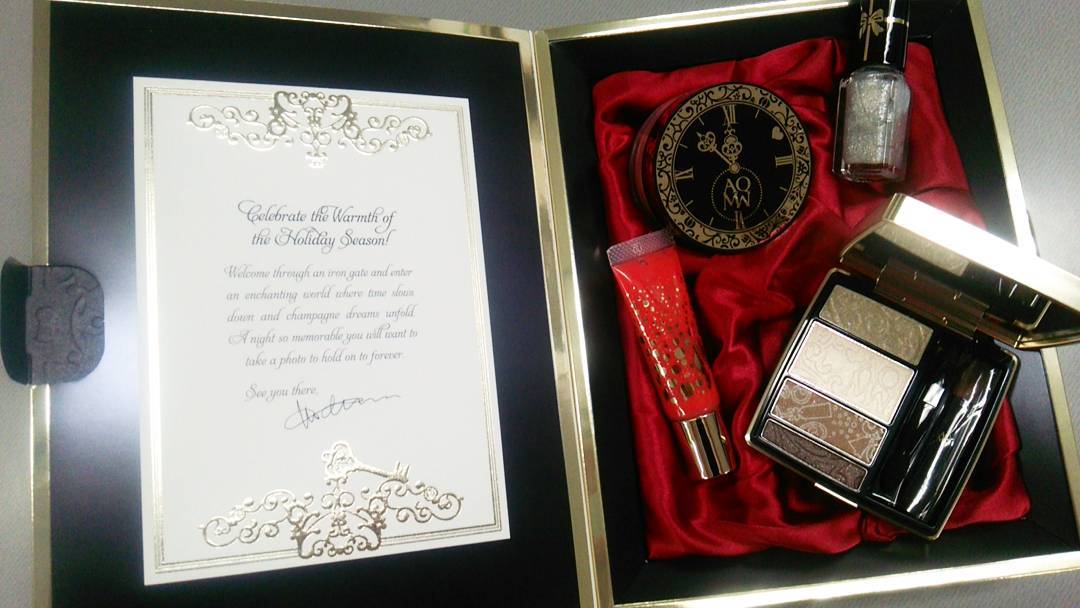 Celebrate the Warmth of
the Holiday Season!
Welcome through an iron gate and enter
an enchanting world where time slows
down and champagne dreams unfold.
A night so memorable you will want to
take a photo to hold on to forever.
See you there,
AQ
MW